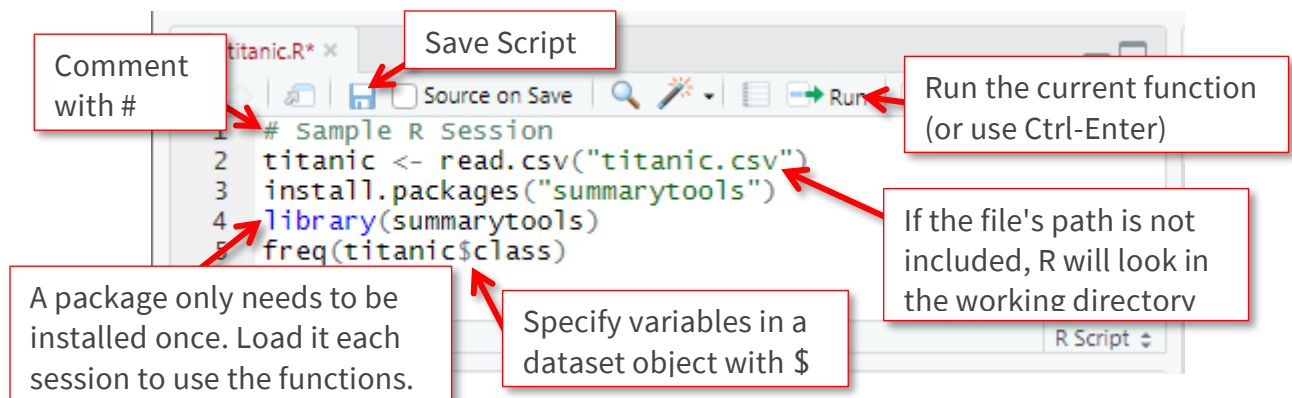 titanic.R*
Save Script
Comment
with #
Source on Save
Run
Run the current function
(or use Ctrl-Enter)
1 # Sample R Session
2 titanic <- read.csv("titanic.csv")
3 install.packages("summarytools")
4 library(summarytools)
5 freq(titanic$class)
If the file's path is not
included, R will look in
the working directory
A package only needs to be
installed once. Load it each
session to use the functions.
Specify variables in a
dataset object with $
R Script